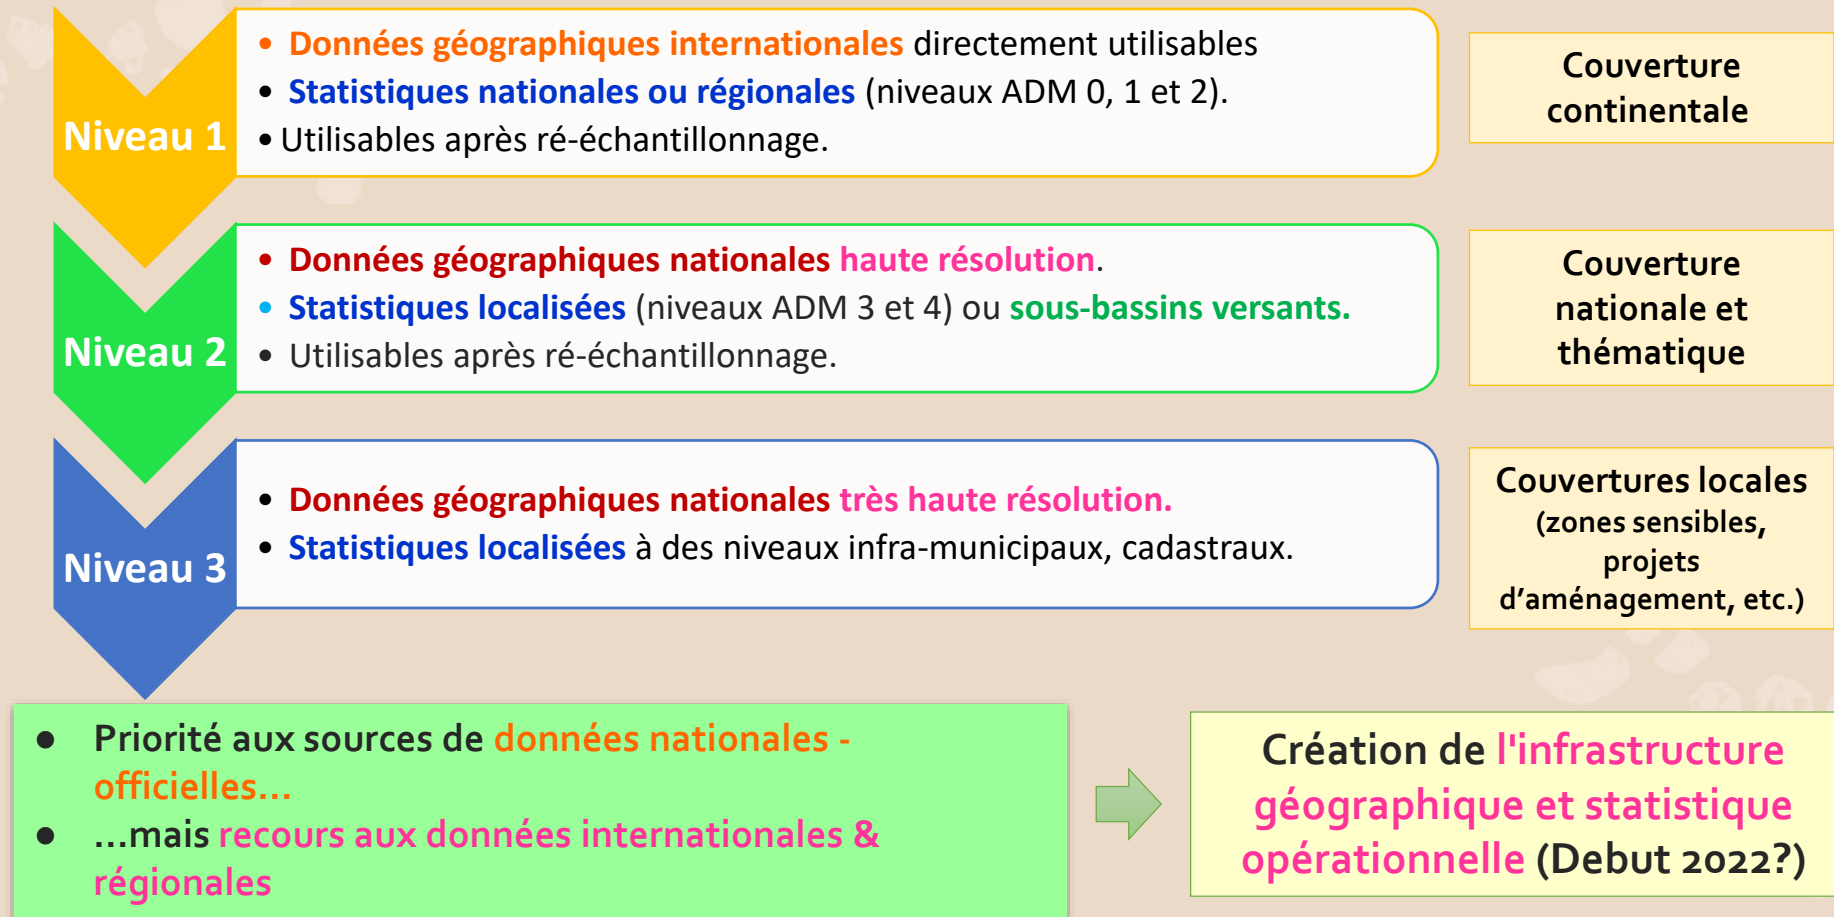 Niveau 1
• Données géographiques internationales directement utilisables
• Statistiques nationales ou régionales (niveaux ADM 0, 1 et 2).
• Utilisables après ré-échantillonnage.
Couverture
continentale
Niveau 2
• Données géographiques nationales haute résolution.
• Statistiques localisées (niveaux ADM 3 et 4) ou sous-bassins versants.
• Utilisables après ré-échantillonnage.
Couverture
nationale et
thématique
Niveau 3
• Données géographiques nationales très haute résolution.
• Statistiques localisées à des niveaux infra-municipaux, cadastraux.
Couvertures locales
(zones sensibles,
projets
d'aménagement, etc.)
● Priorité aux sources de données nationales -
officielles...
● ...mais recours aux données internationales &
régionales
Création de l'infrastructure
géographique et statistique
opérationnelle (Debut 2022?)